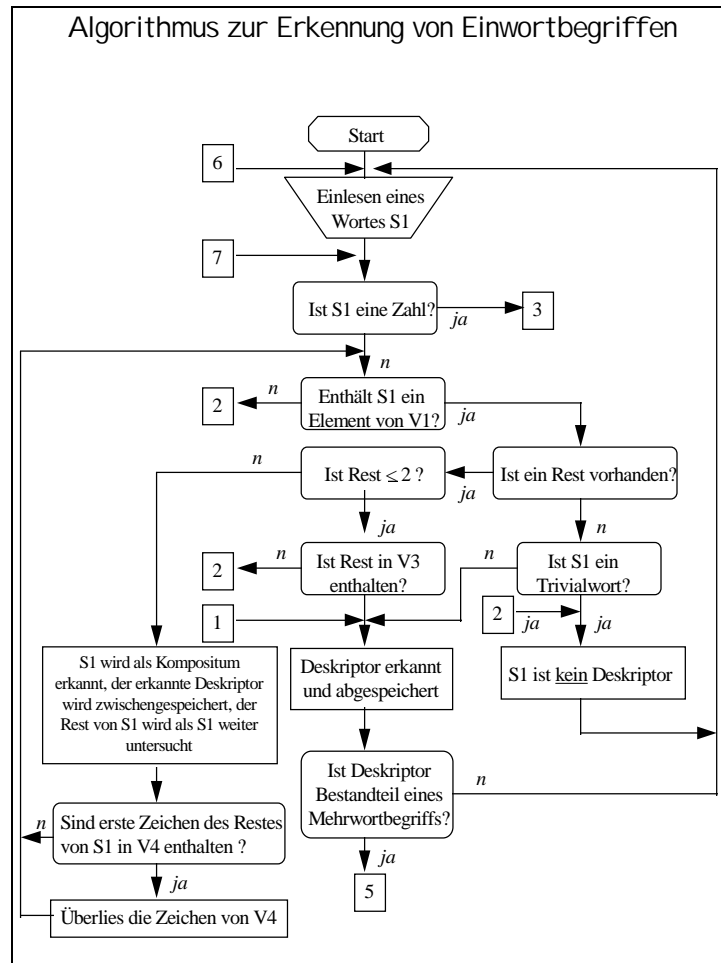 Algorithmus zur Erkennung von Einwortbegriffen
Start
6
Einlesen eines
Wortes S1
7
Ist S1 eine Zahl?
ja
3
n
2
n
Enthält S1 ein
Element von V1?
ja
n
Ist Rest ≤ 2 ?
ja
Ist ein Rest vorhanden?
ja
n
2
n
Ist Rest in V3
enthalten?
n
Ist S1 ein
Trivialwort?
1
2
ja
ja
S1 wird als Kompositum
erkannt, der erkannte Deskriptor
wird zwischengespeichert, der
Rest von S1 wird als S1 weiter
untersucht
Deskriptor erkannt
und abgespeichert
S1 ist kein Deskriptor
Ist Deskriptor
Bestandteil eines
Mehrwortbegriffs?
n
n
Sind erste Zeichen des Restes
von S1 in V4 enthalten ?
ja
ja
5
Überlies die Zeichen von V4